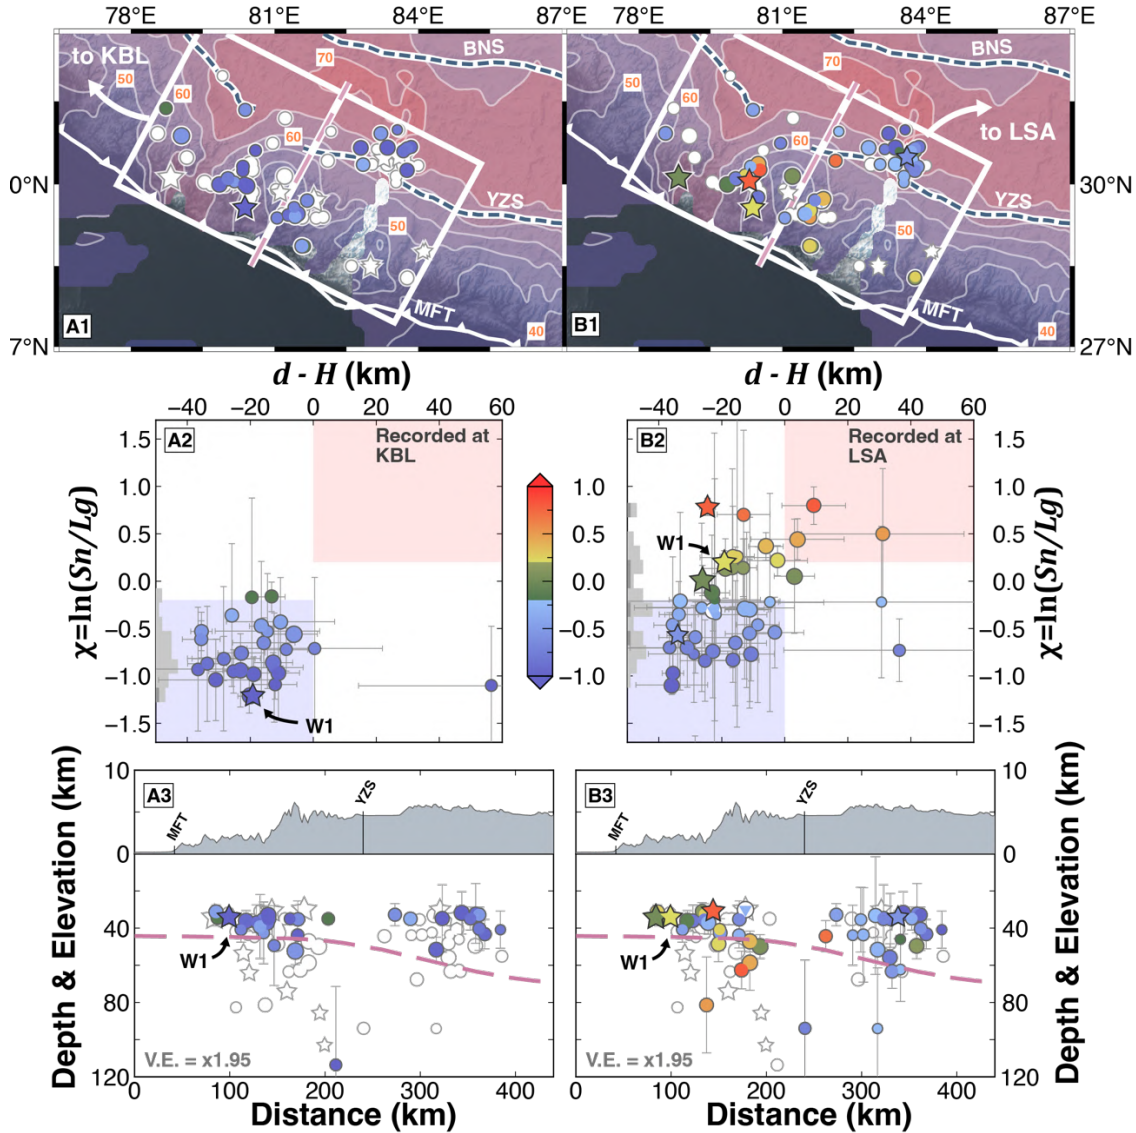 78°E 81°E 84°E 87°E 78°E 81°E 84°E 87°E
to KBL
50
60
70
60
50
40
BNS
YZS
MFT
A1
0°N
7°N
50
60
70
60
50
40
BNS
to LSA
YZS
MFT
B1
30°N
27°N
d - H (km)
−40 −20 0 20 40 60
A2
Recorded at
KBL
1.5
1.0
0.5
0.0
−0.5
−1.0
−1.5
χ=ln(Sn/Lg)
W1
1.0
0.5
0.2
0.0
−0.2
−0.5
−1.0
d - H (km)
−40 −20 0 20 40 60
B2
Recorded at
LSA
W1
1.5
1.0
0.5
0.0
−0.5
−1.0
−1.5
χ=ln(Sn/Lg)
A3
MFT
YZS
W1
V.E. = x1.95
10
0
40
80
120
Depth & Elevation (km)
0 100 200 300 400
Distance (km)
B3
MFT
YZS
W1
V.E. = x1.95
10
0
40
80
120
Depth & Elevation (km)
0 100 200 300 400
Distance (km)